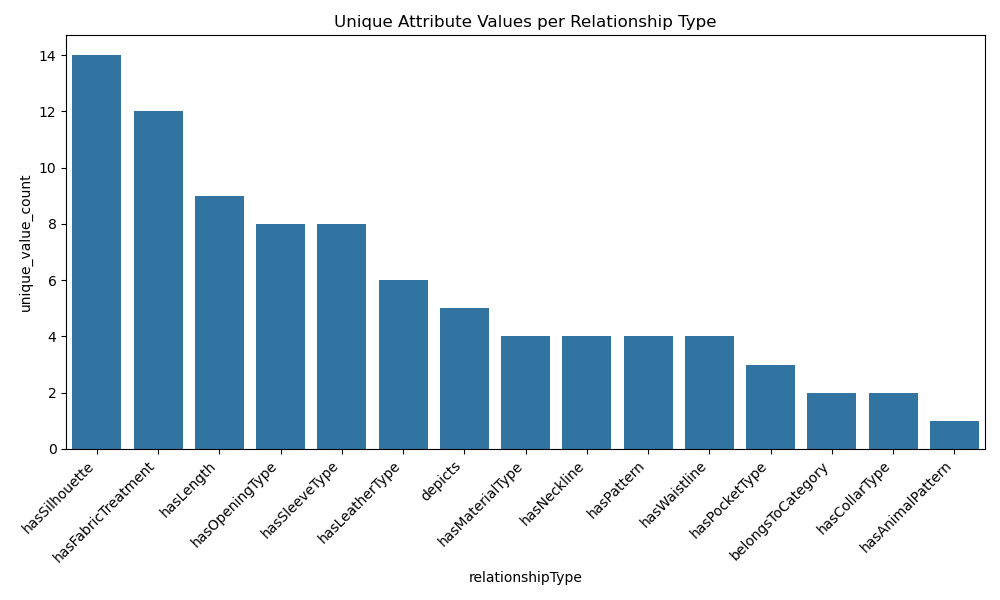 Unique Attribute Values per Relationship Type
unique_value_count
14
12
10
8
6
4
2
0
hasSilhouette
hasFabricTreatment
hasLength
hasOpeningType
hasSleeveType
hasLeatherType
depicts
hasMaterialType
hasNeckline
hasPattern
hasWaistline
hasPocketType
belongsToCategory
hasCollarType
hasAnimalPattern
relationshipType